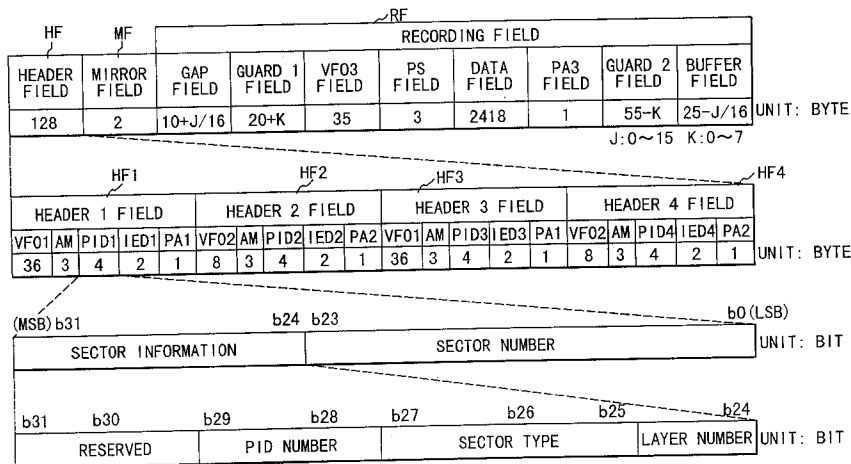 RF
HF MF RECORDING FIELD
HEADER FIELD MIRROR FIELD GAP FIELD GUARD 1 FIELD VFO3 FIELD PS FIELD DATA FIELD PA3 FIELD GUARD 2 FIELD BUFFER FIELD
128 2 10+J/16 20+K 35 3 2418 1 55-K 25-J/16 UNIT: BYTE
J:0~15 K:0~7
HF1 HF2 HF3 HF4
HEADER 1 FIELD HEADER 2 FIELD HEADER 3 FIELD HEADER 4 FIELD
VFO1 AM PID1 IED1 PA1 VFO2 AM PID2 IED2 PA2 VFO1 AM PID3 IED3 PA1 VFO2 AM PID4 IED4 PA2
36 3 4 2 1 8 3 4 2 1 36 3 4 2 1 8 3 4 2 1 UNIT: BYTE
(MSB) b31 b24 b23 b0 (LSB)
SECTOR INFORMATION SECTOR NUMBER UNIT: BIT
b31 b30 b29 b28 b27 b26 b25 b24
RESERVED PID NUMBER SECTOR TYPE LAYER NUMBER UNIT: BIT